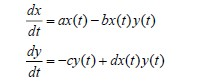 dx/dt = ax(t) − bx(t)y(t)
dy/dt = −cy(t) + dx(t)y(t)